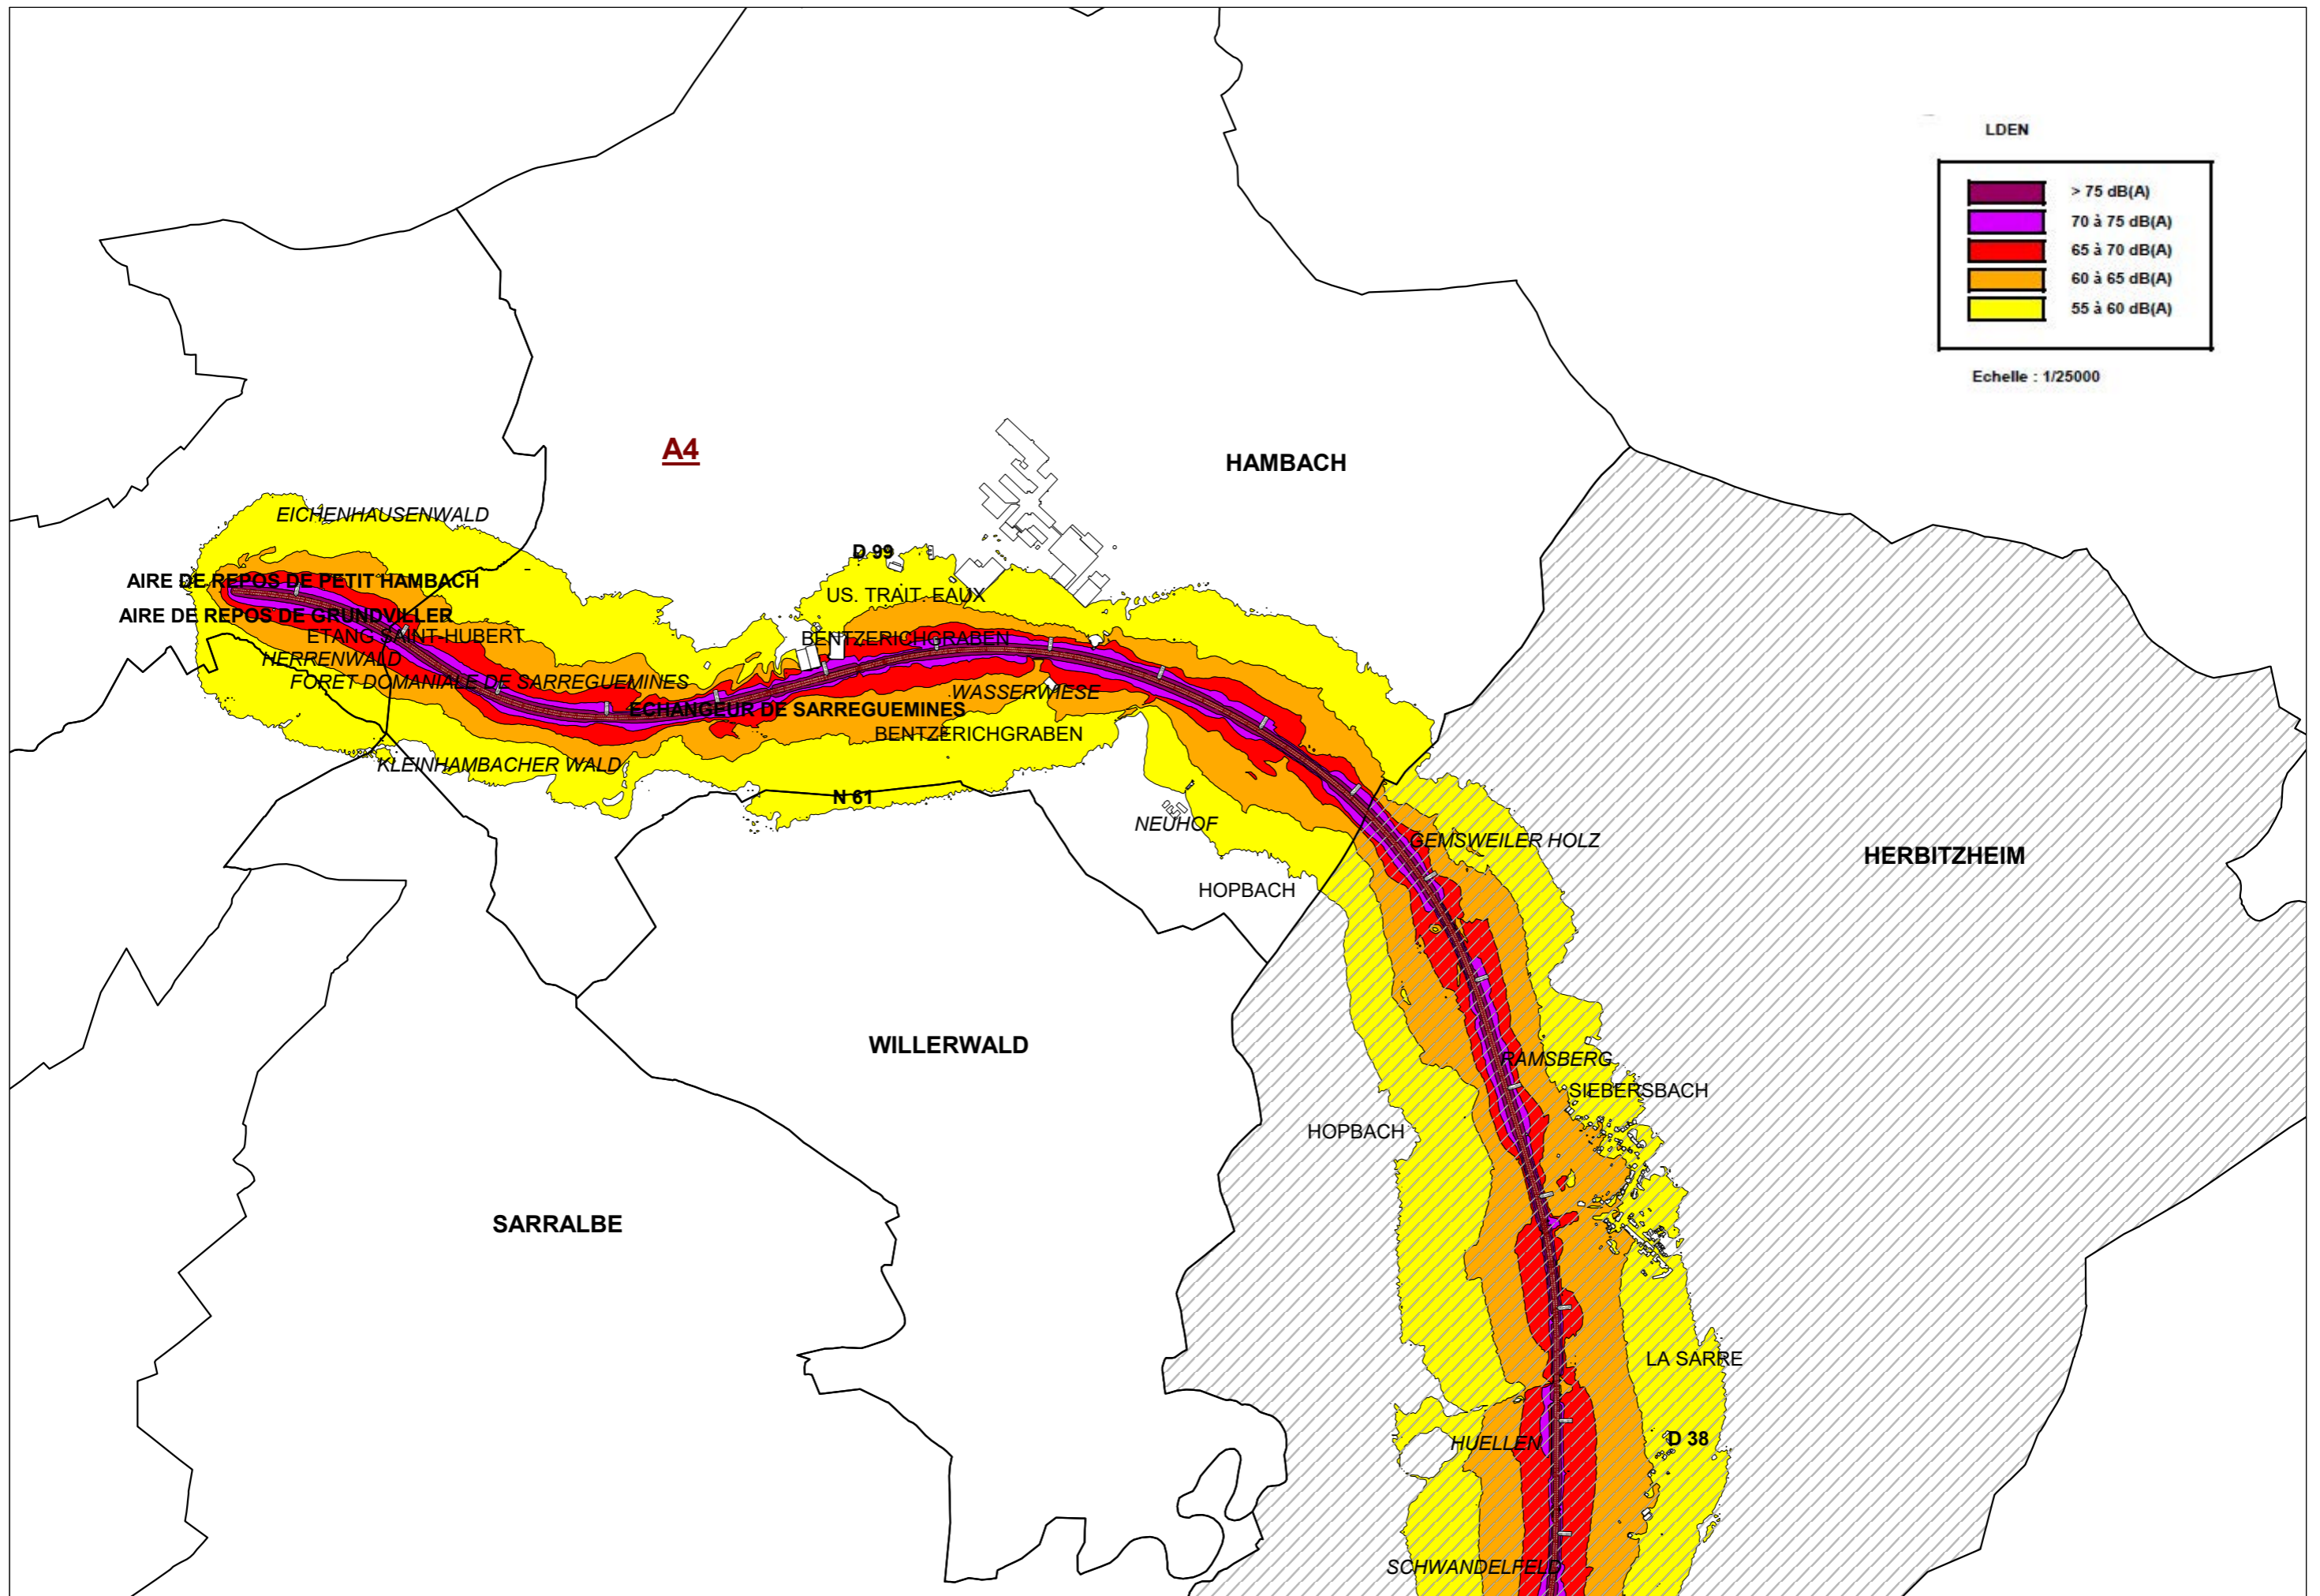 LDEN
> 75 dB(A)
70 à 75 dB(A)
65 à 70 dB(A)
60 à 65 dB(A)
55 à 60 dB(A)
Echelle : 1/25000
A4
HAMBACH
EICHENHAUSENWALD
D 99
AIRE DE REPOS DE PETIT HAMBACH
US. TRAIT. EAUX
AIRE DE REPOS DE GRUNDVILLER
ETANG SAINT-HUBERT
BENTZERICHGRABEN
HERRENWALD
FORET DOMANIALE DE SARREGUEMINES
WASSERWIESE
ECHANGEUR DE SARREGUEMINES
BENTZERICHGRABEN
KLEINHAMBACHER WALD
N 61
NEUHOF
GEMSWEILER HOLZ
HERBITZHEIM
HOPBACH
WILLERWALD
RAMSBERG
SIEBERSBACH
HOPBACH
SARRALBE
LA SARRE
HUELLEN
D 38
SCHWANDELFELD